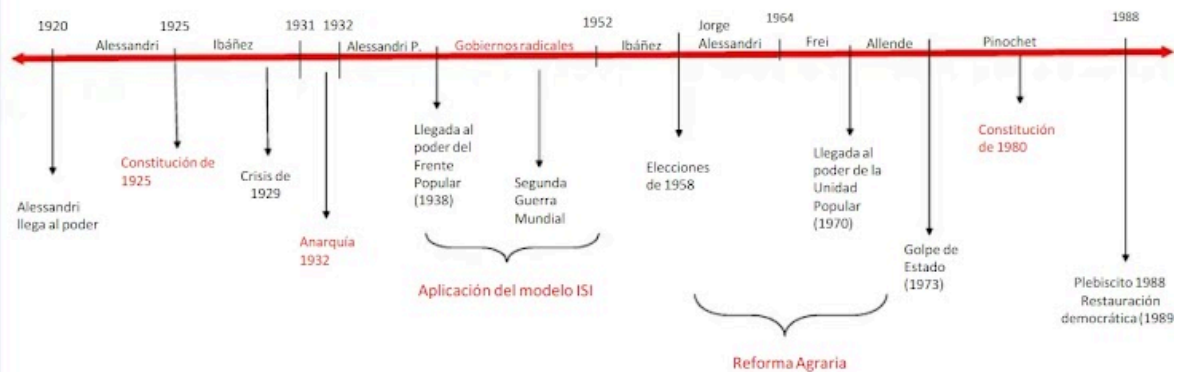 1920
1925
1931
1932
1952
1964
1988
Alessandri
Ibáñez
Alessandri P.
Gobiernos radicales
Ibáñez
Jorge
Alessandri
Frei
Allende
Pinochet
Alessandri
llega al poder
Constitución de
1925
Crisis de
1929
Anarquía
1932
Llegada al
poder del
Frente
Popular
(1938)
Segunda
Guerra
Mundial
Aplicación del modelo ISI
Elecciones
de 1958
Llegada al
poder de la
Unidad
Popular
(1970)
Reforma Agraria
Golpe de
Estado
(1973)
Constitución
de 1980
Plebiscito 1988
Restauración
democrática (1989